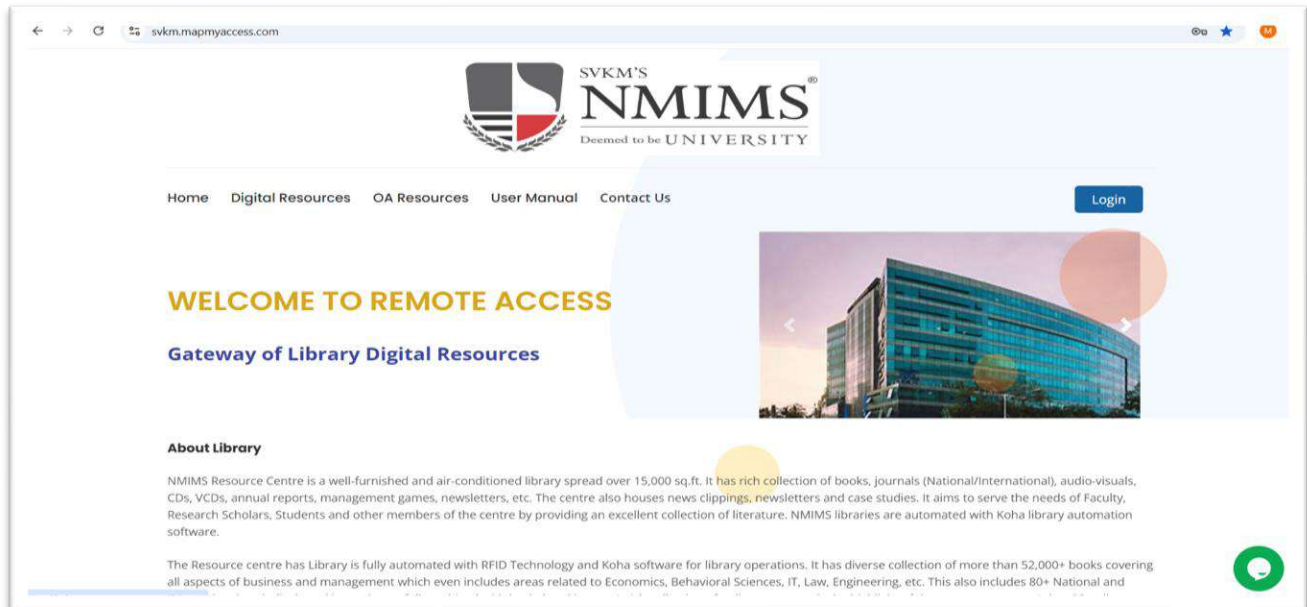 svkm.mapmyaccess.com
M
SVKM'S
NMIMS®
Deemed to be UNIVERSITY
Home Digital Resources OA Resources User Manual Contact Us Login
WELCOME TO REMOTE ACCESS
Gateway of Library Digital Resources
About Library
NMIMS Resource Centre is a well-furnished and air-conditioned library spread over 15,000 sq.ft. It has rich collection of books, journals (National/International), audio-visuals,
CDs, VCDs, annual reports, management games, newsletters, etc. The centre also houses news clippings, newsletters and case studies. It aims to serve the needs of Faculty,
Research Scholars, Students and other members of the centre by providing an excellent collection of literature. NMIMS libraries are automated with Koha library automation
software.
The Resource centre has Library is fully automated with RFID Technology and Koha software for library operations. It has diverse collection of more than 52,000+ books covering
all aspects of business and management which even includes areas related to Economics, Behavioral Sciences, IT, Law, Engineering, etc. This also includes 80+ National and